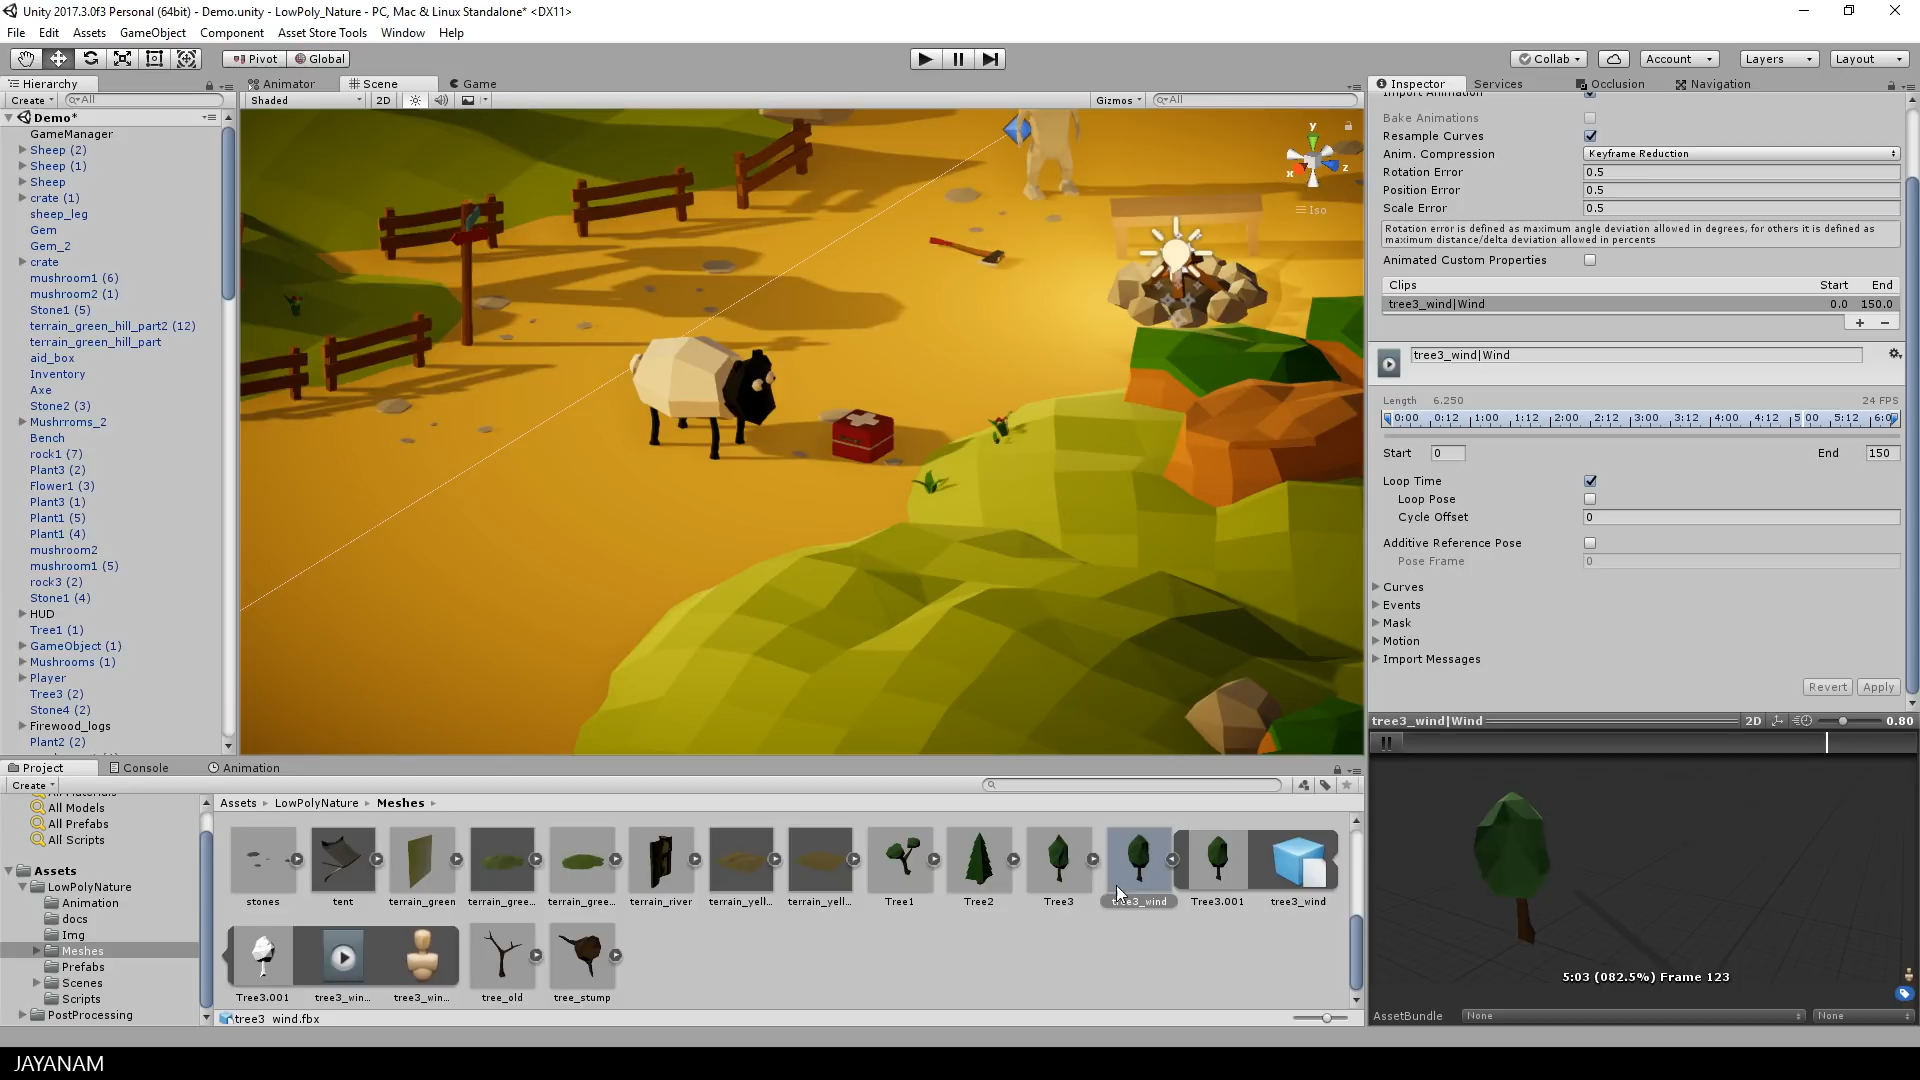 Unity 2017.3.0f3 Personal (64bit) - Demo.unity - LowPoly_Nature - PC, Mac & Linux Standalone* <DX11>
File Edit Assets GameObject Component Asset Store Tools Window Help
Pivot Global Collab Account Layers Layout
Hierarchy
Create All
Demo*
GameManager
Sheep (2)
Sheep (1)
Sheep
crate (1)
sheep_leg
Gem
Gem_2
crate
mushroom1 (6)
mushroom2 (1)
Stone1 (5)
terrain_green_hill_part2 (12)
terrain_green_hill_part
aid_box
Inventory
Axe
Stone2 (3)
Mushrroms_2
Bench
rock1 (7)
Plant3 (2)
Flower1 (3)
Plant3 (1)
Plant1 (5)
Plant1 (4)
mushroom2
mushroom1 (5)
rock3 (2)
Stone1 (4)
HUD
Tree1 (1)
GameObject (1)
Mushrooms (1)
Player
Tree3 (2)
Stone4 (2)
Firewood_logs
Plant2 (2)
Animator Scene Game
Shaded 2D Gizmos All
y
x z
Iso
Inspector Services Occlusion Navigation
Import Animation
Bake Animations
Resample Curves
Anim. Compression Keyframe Reduction
Rotation Error 0.5
Position Error 0.5
Scale Error 0.5
Rotation error is defined as maximum angle deviation allowed in degrees, for others it is defined as
maximum distance/delta deviation allowed in percents
Animated Custom Properties
Clips Start End
tree3_wind|Wind 0.0 150.0
tree3_wind|Wind
Length 6.250 24 FPS
0:00 0:12 1:00 1:12 2:00 2:12 3:00 3:12 4:00 4:12 5:00 5:12 6:0
Start 0 End 150
Loop Time
Loop Pose
Cycle Offset 0
Additive Reference Pose
Pose Frame 0
Curves
Events
Mask
Motion
Import Messages
Revert Apply
tree3_wind|Wind 2D 0.80
5:03 (082.5%) Frame 123
AssetBundle None None
Project Console Animation
Create
All Materials
All Models
All Prefabs
All Scripts
Assets
LowPolyNature
Animation
docs
Img
Meshes
Prefabs
Scenes
Scripts
PostProcessing
Assets LowPolyNature Meshes
stones tent terrain_green terrain_gree... terrain_gree... terrain_river terrain_yell... terrain_yell... Tree1 Tree2 Tree3 tree3_wind Tree3.001 tree3_wind
Tree3.001 tree3_win... tree3_win... tree_old tree_stump
tree3_wind.fbx
JAYANAM